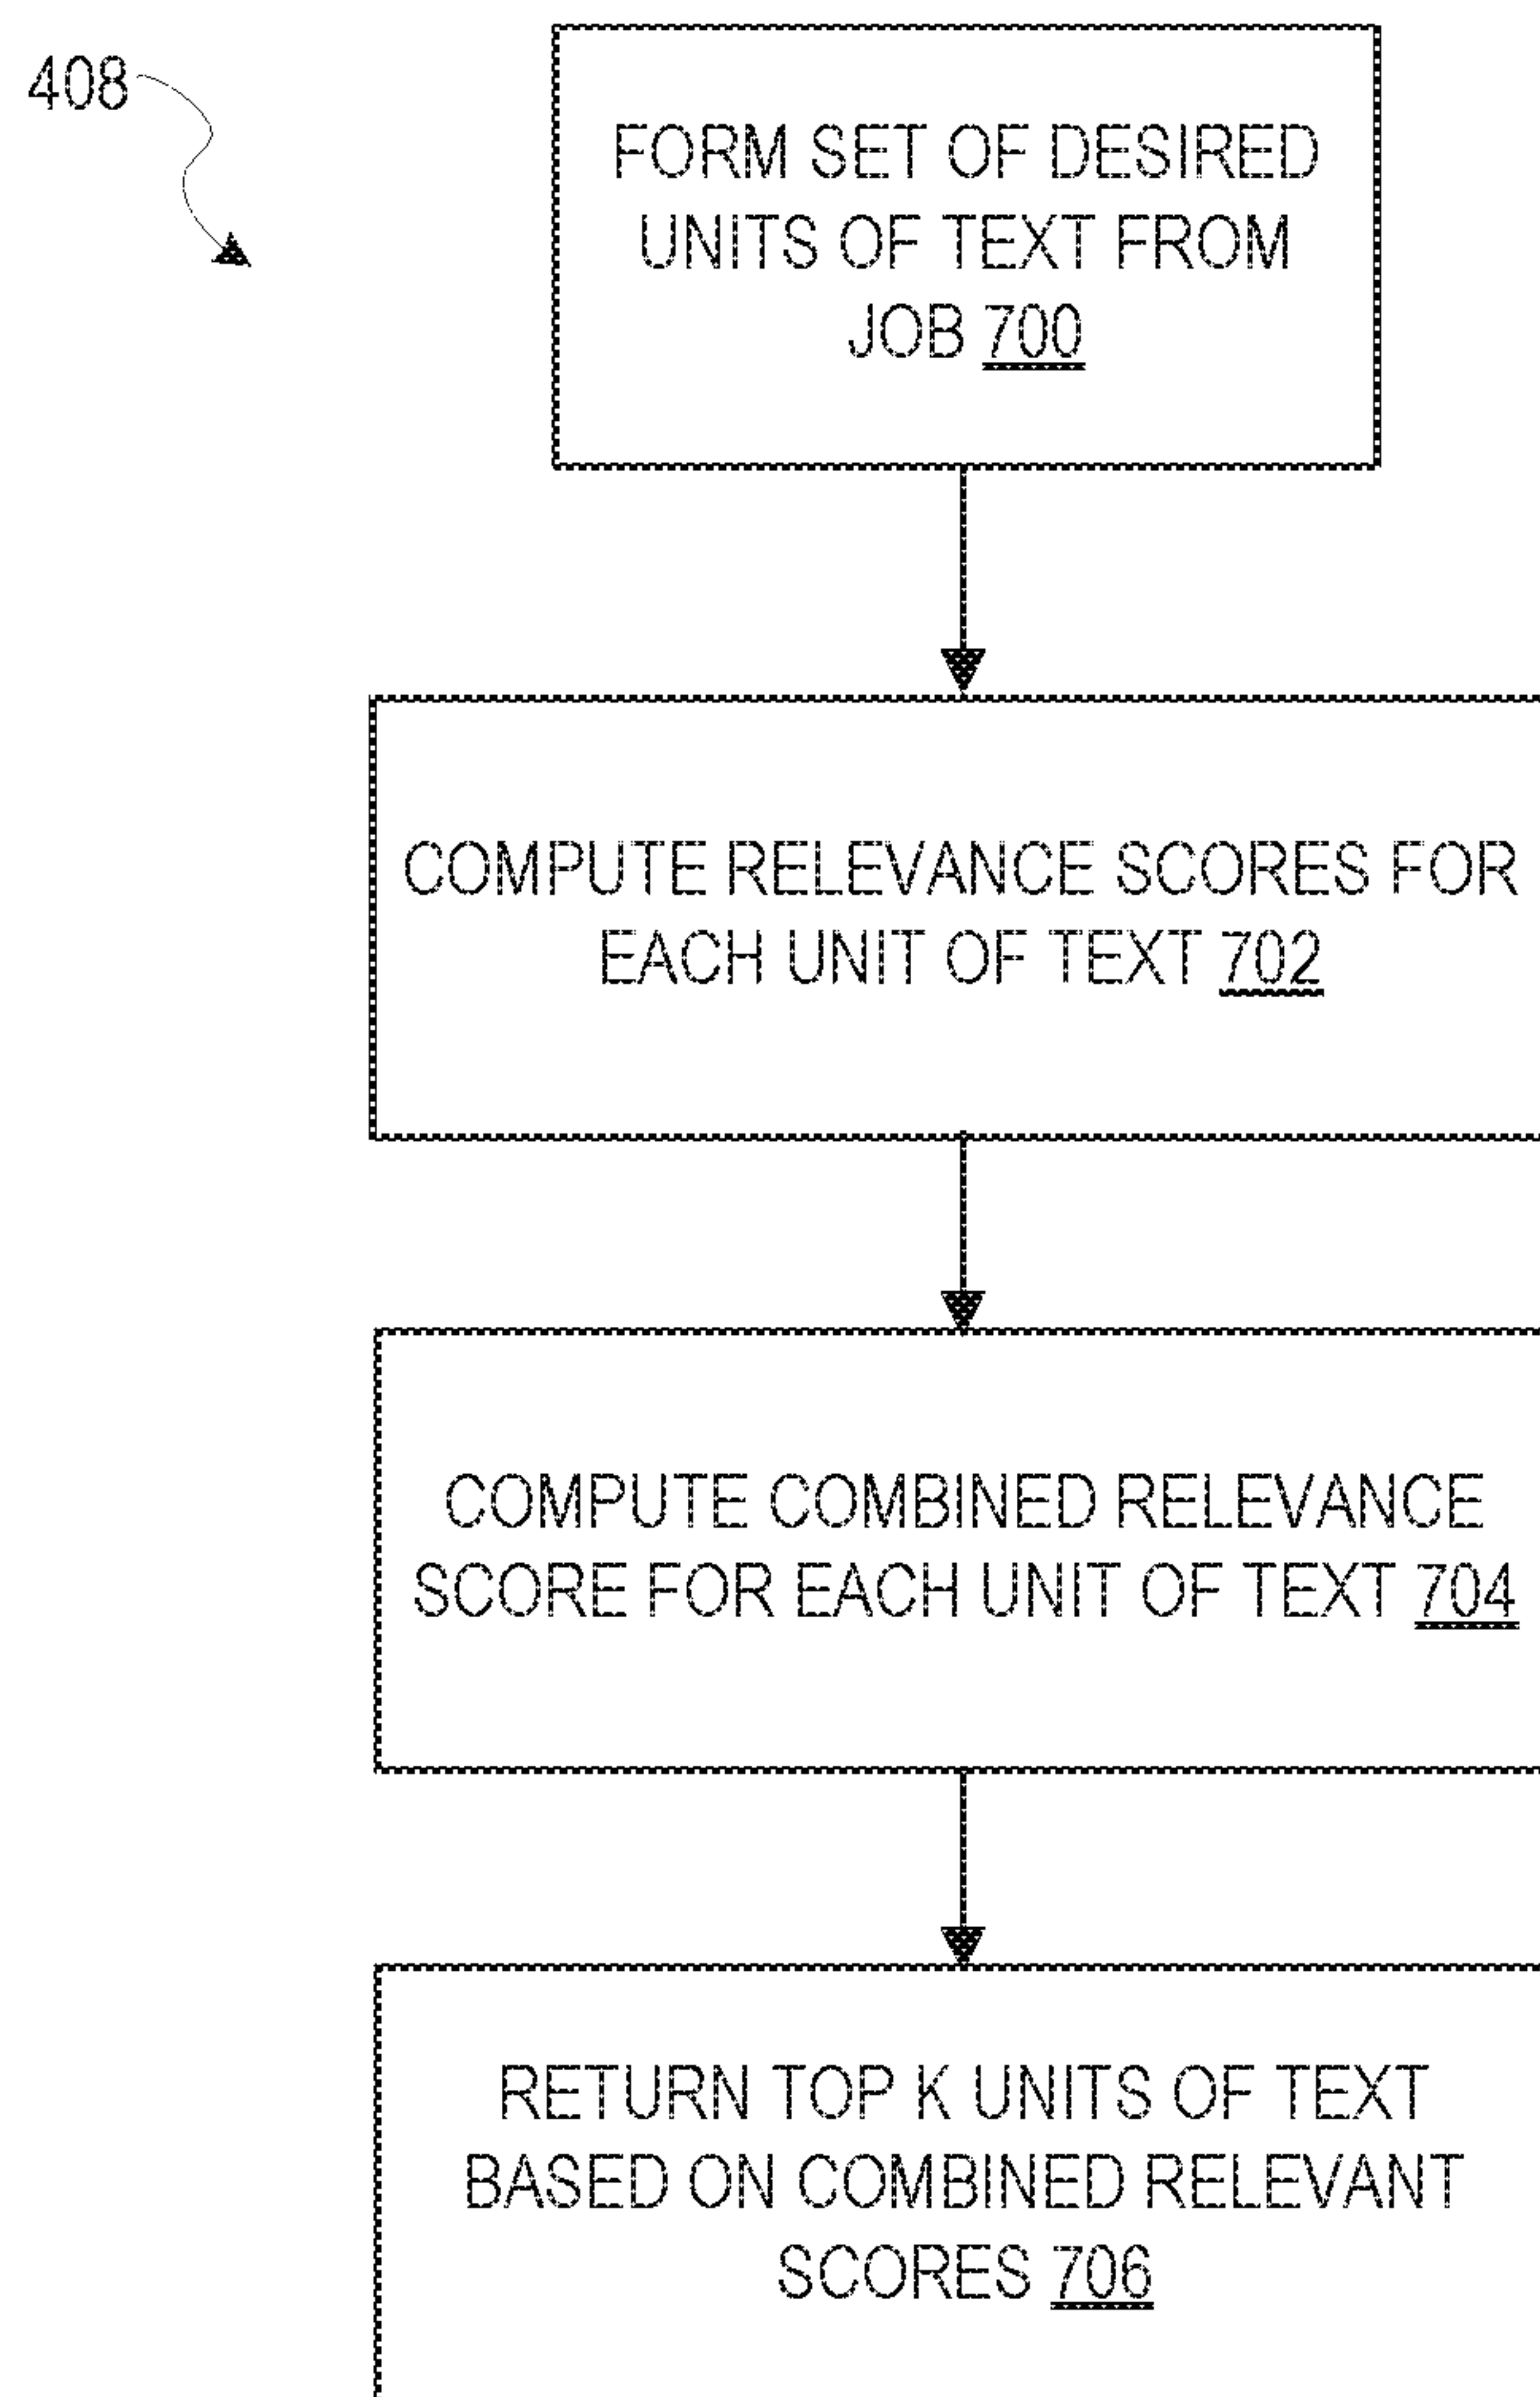 408
FORM SET OF DESIRED
UNITS OF TEXT FROM
JOB 700
COMPUTE RELEVANCE SCORES FOR
EACH UNIT OF TEXT 702
COMPUTE COMBINED RELEVANCE
SCORE FOR EACH UNIT OF TEXT 704
RETURN TOP K UNITS OF TEXT
BASED ON COMBINED RELEVANT
SCORES 706